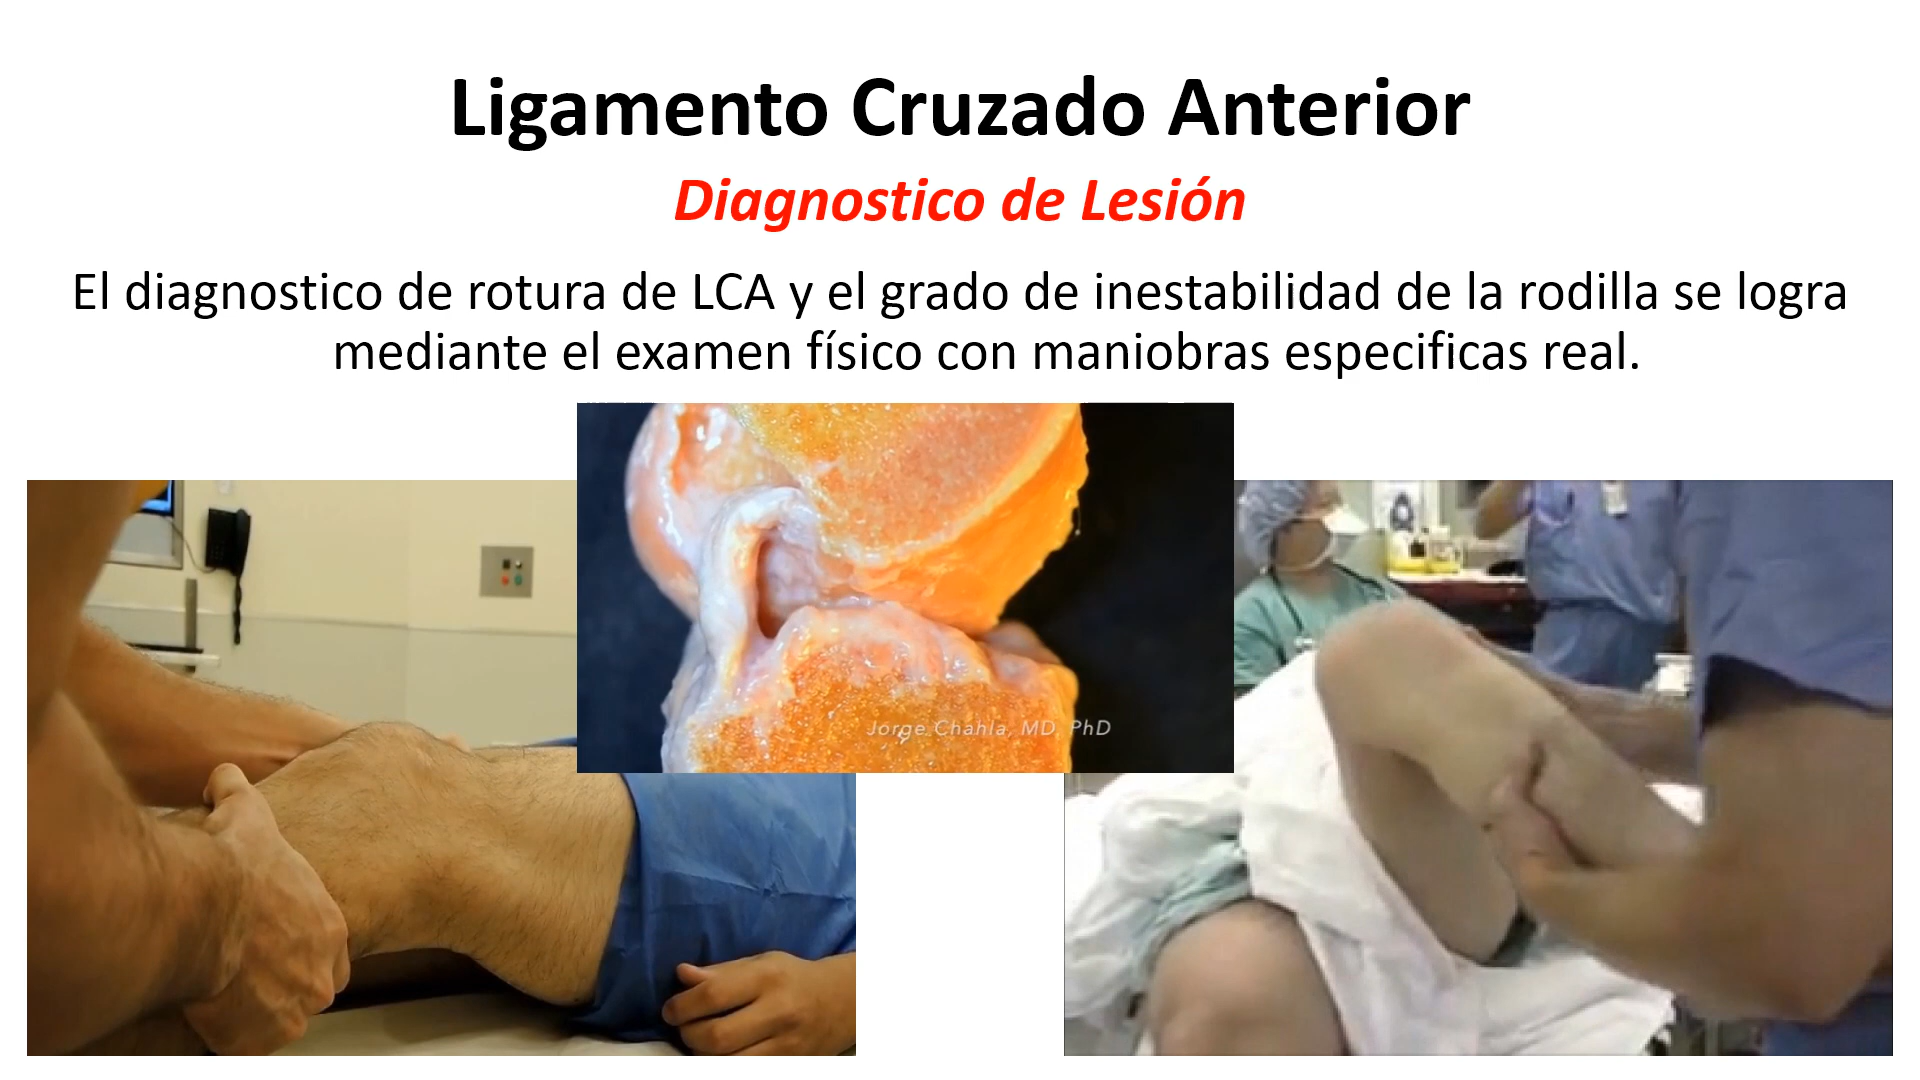 Ligamento Cruzado Anterior
Diagnostico de Lesión
El diagnostico de rotura de LCA y el grado de inestabilidad de la rodilla se logra
mediante el examen físico con maniobras especificas real.
Jorge Chahla, MD PhD